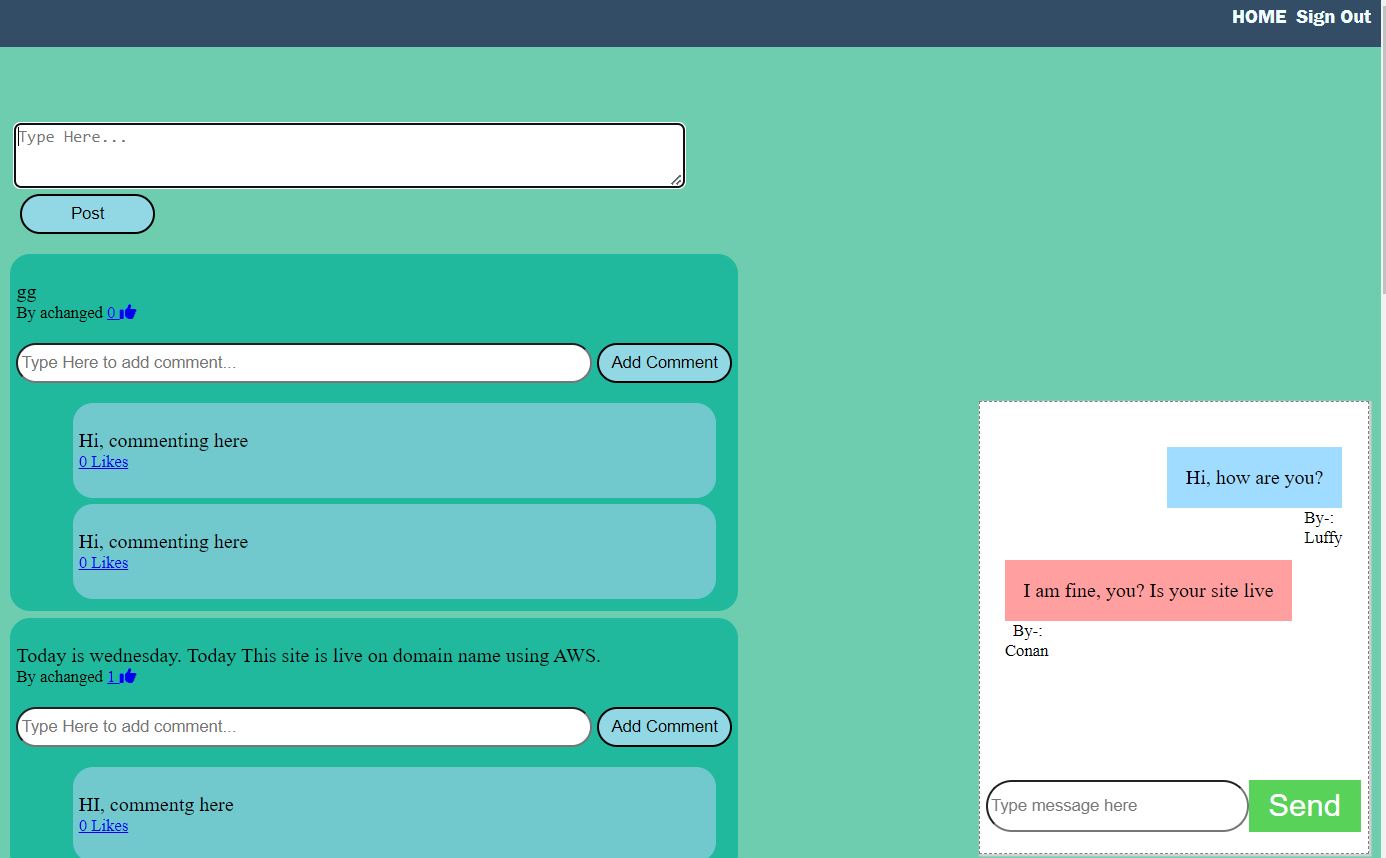 HOME Sign Out
Type Here...
Post
gg
By achanged 0
Type Here to add comment...
Add Comment
Hi, commenting here
0 Likes
Hi, commenting here
0 Likes
Today is wednesday. Today This site is live on domain name using AWS.
By achanged 1
Type Here to add comment...
Add Comment
HI, commentg here
0 Likes
Hi, how are you?
By-:
Luffy
I am fine, you? Is your site live
By-:
Conan
Type message here
Send